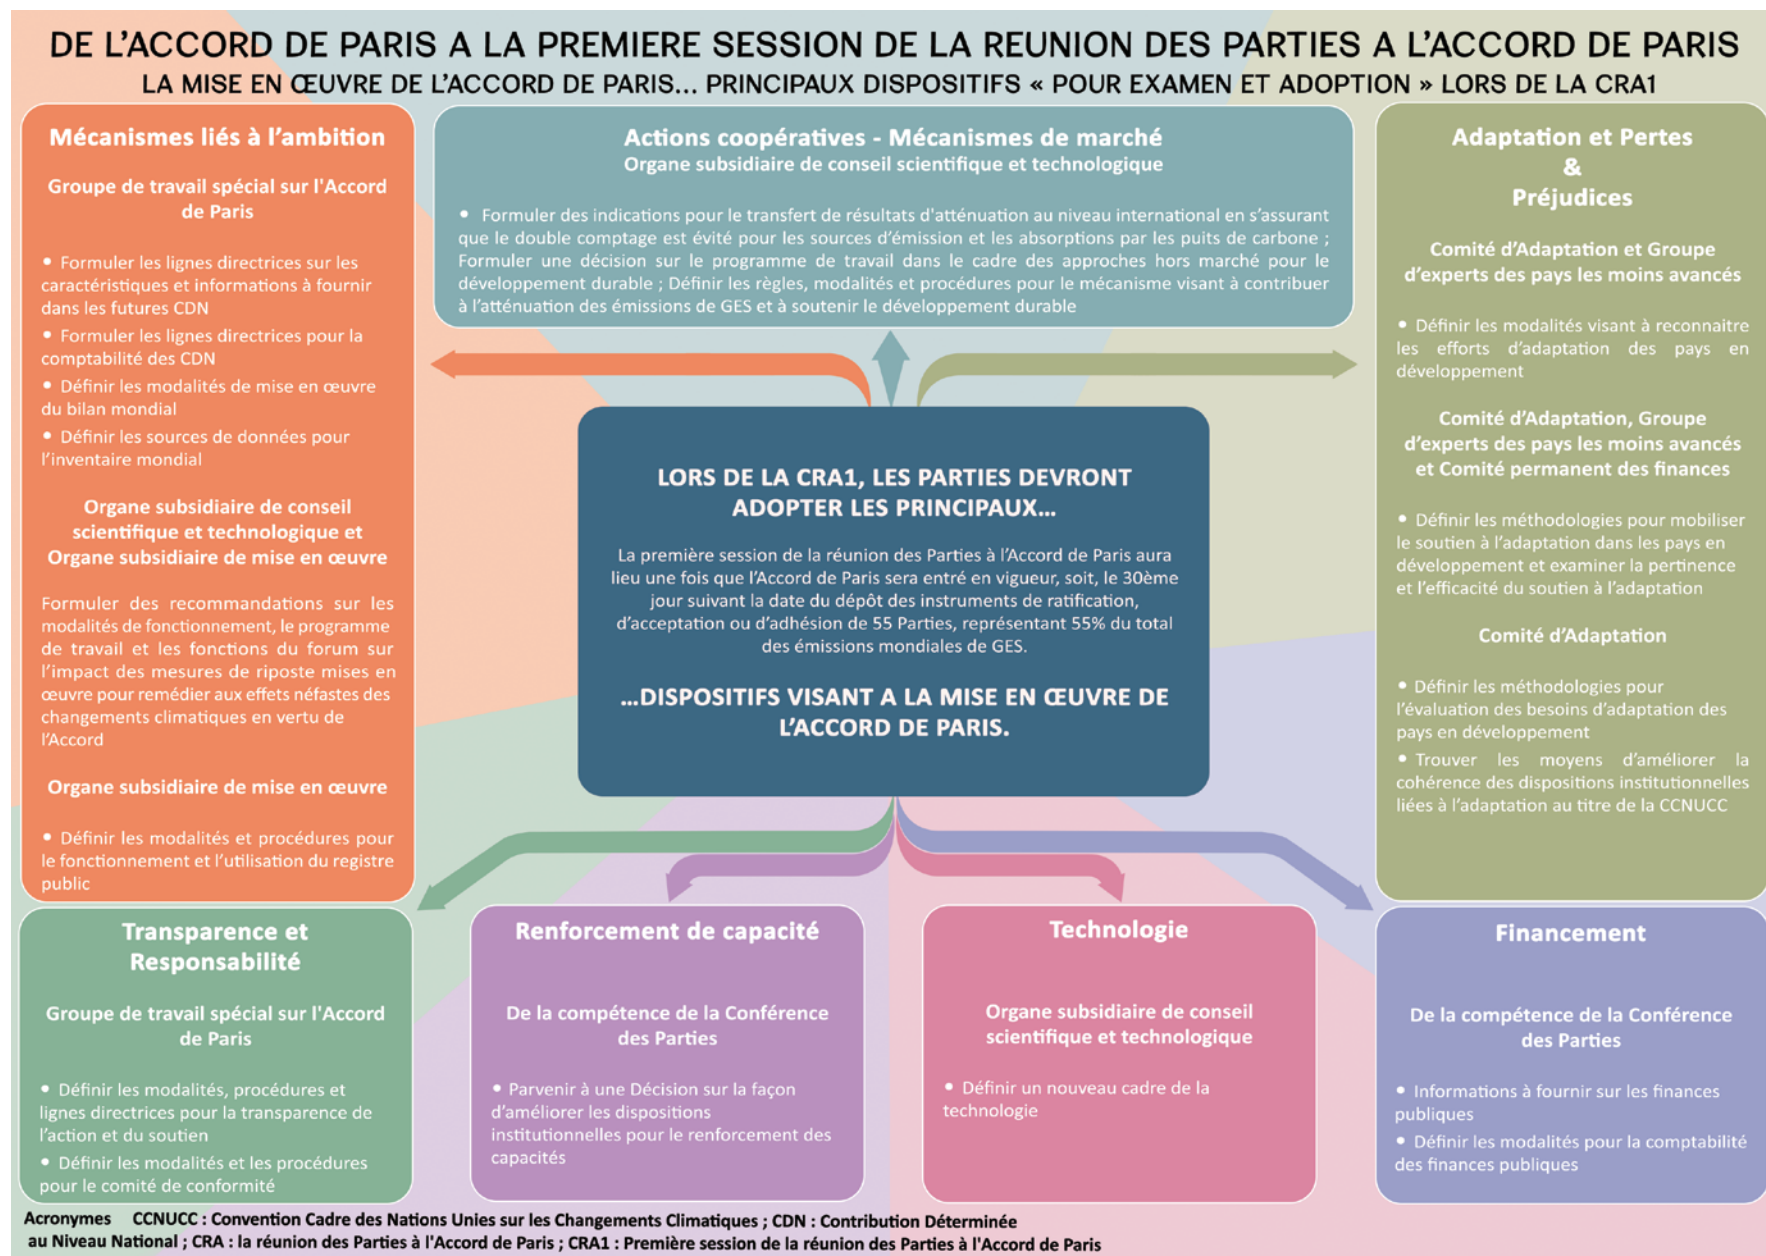 DE L'ACCORD DE PARIS A LA PREMIERE SESSION DE LA REUNION DES PARTIES A L'ACCORD DE PARIS
LA MISE EN ŒUVRE DE L'ACCORD DE PARIS... PRINCIPAUX DISPOSITIFS « POUR EXAMEN ET ADOPTION » LORS DE LA CRA1
Mécanismes liés à l'ambition
Groupe de travail spécial sur l'Accord
de Paris
• Formuler les lignes directrices sur les
caractéristiques et informations à fournir
dans les futures CDN
• Formuler les lignes directrices pour la
comptabilité des CDN
• Définir les modalités de mise en œuvre
du bilan mondial
• Définir les sources de données pour
l'inventaire mondial
Organe subsidiaire de conseil
scientifique et technologique et
Organe subsidiaire de mise en œuvre
Formuler des recommandations sur les
modalités de fonctionnement, le programme
de travail et les fonctions du forum sur
l'impact des mesures de riposte mises en
œuvre pour remédier aux effets néfastes des
changements climatiques en vertu de
l'Accord
Organe subsidiaire de mise en œuvre
• Définir les modalités et procédures pour
le fonctionnement et l'utilisation du registre
public
Actions coopératives - Mécanismes de marché
Organe subsidiaire de conseil scientifique et technologique
• Formuler des indications pour le transfert de résultats d'atténuation au niveau international en s'assurant
que le double comptage est évité pour les sources d'émission et les absorptions par les puits de carbone ;
Formuler une décision sur le programme de travail dans le cadre des approches hors marché pour le
développement durable ; Définir les règles, modalités et procédures pour le mécanisme visant à contribuer
à l'atténuation des émissions de GES et à soutenir le développement durable
Adaptation et Pertes
&
Préjudices
Comité d'Adaptation et Groupe
d'experts des pays les moins avancés
• Définir les modalités visant à reconnaitre
les efforts d'adaptation des pays en
développement
Comité d'Adaptation, Groupe
d'experts des pays les moins avancés
et Comité permanent des finances
• Définir les méthodologies pour mobiliser
le soutien à l'adaptation dans les pays en
développement et examiner la pertinence
et l'efficacité du soutien à l'adaptation
Comité d'Adaptation
• Définir les méthodologies pour
l'évaluation des besoins d'adaptation des
pays en développement
• Trouver les moyens d'améliorer la
cohérence des dispositions institutionnelles
liées à l'adaptation au titre de la CCNUCC
LORS DE LA CRA1, LES PARTIES DEVRONT
ADOPTER LES PRINCIPAUX...
La première session de la réunion des Parties à l'Accord de Paris aura
lieu une fois que l'Accord de Paris sera entré en vigueur, soit, le 30ème
jour suivant la date du dépôt des instruments de ratification,
d'acceptation ou d'adhésion de 55 Parties, représentant 55% du total
des émissions mondiales de GES.
...DISPOSITIFS VISANT A LA MISE EN ŒUVRE DE
L'ACCORD DE PARIS.
Transparence et
Responsabilité
Groupe de travail spécial sur l'Accord
de Paris
• Définir les modalités, procédures et
lignes directrices pour la transparence de
l'action et du soutien
• Définir les modalités et les procédures
pour le comité de conformité
Renforcement de capacité
De la compétence de la Conférence
des Parties
• Parvenir à une Décision sur la façon
d'améliorer les dispositions
institutionnelles pour le renforcement des
capacités
Technologie
Organe subsidiaire de conseil
scientifique et technologique
• Définir un nouveau cadre de la
technologie
Financement
De la compétence de la Conférence
des Parties
• Informations à fournir sur les finances
publiques
• Définir les modalités pour la comptabilité
des finances publiques
Acronymes CCNUCC : Convention Cadre des Nations Unies sur les Changements Climatiques ; CDN : Contribution Déterminée
au Niveau National ; CRA : la réunion des Parties à l'Accord de Paris ; CRA1 : Première session de la réunion des Parties à l'Accord de Paris